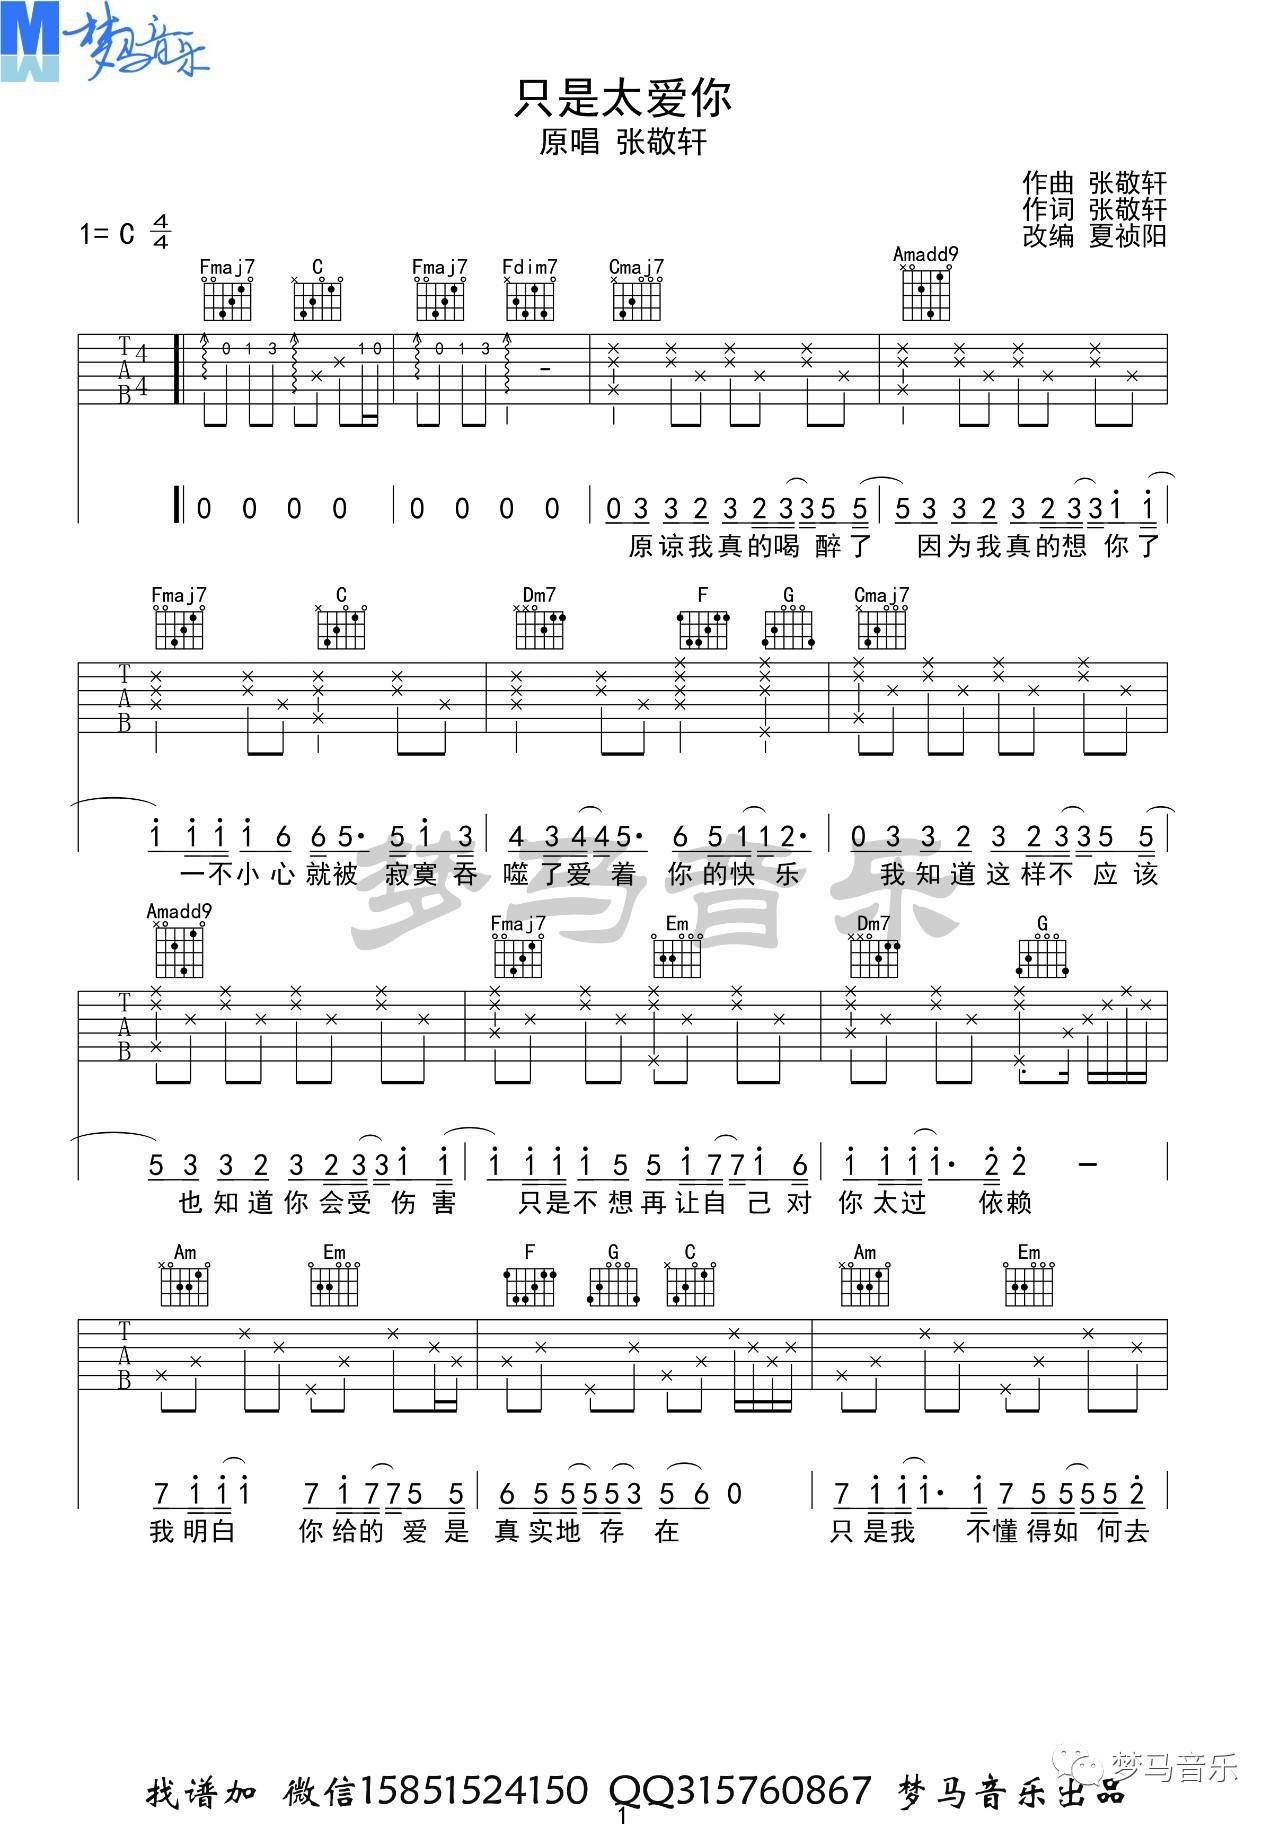 M 梦马音乐
只是太爱你
原唱 张敬轩
作曲 张敬轩
作词 张敬轩
改编 夏祯阳
1= C 4/4
Fmaj7 C Fmaj7 Fdim7 Cmaj7 Amadd9
T A B 4 4 0 1 3 1 0 0 1 3 -
0 0 0 0 0 0 0 0 0 3 3 2 3 2 3 3 5 5 5 3 3 2 3 2 3 3 1 1
原谅我真的喝 醉了 因为我真的想 你了
Fmaj7 C Dm7 F G Cmaj7
T A B
1 1 1 1 6 6 5· 5 1 3 4 3 4 4 5· 6 5 1 1 2· 0 3 3 2 3 2 3 3 5 5
一不小心就被 寂寞吞 噬了爱着 你的快乐 我知道这样不 应该
梦马音乐
Amadd9 Fmaj7 Em Dm7 G
T A B
5 3 3 2 3 2 3 3 1 1 1 1 1 1 5 5 1 7 7 1 6 1 1 1 1· 2 2 -
也知道你会受 伤害 只是不想再让自己对 你太过 依赖
Am Em F G C Am Em
T A B
7 1 1 1 7 1 7 7 5 5 6 5 5 5 5 3 5 6 0 7 1 1 1· 1 7 5 5 5 5 2
我明白 你给的 爱是 真实地 存 在 只是我 不懂得如 何去
梦马音乐
找谱加 微信15851524150 QQ315760867 梦马音乐出品
1